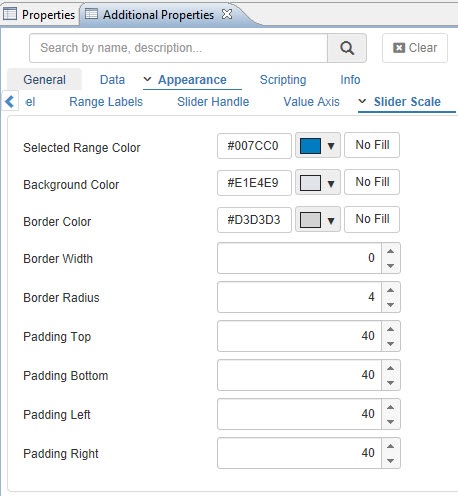 Properties Additional Properties
Search by name, description... Clear
General Data Appearance Scripting Info
el Range Labels Slider Handle Value Axis Slider Scale
Selected Range Color #007CC0 No Fill
Background Color #E1E4E9 No Fill
Border Color #D3D3D3 No Fill
Border Width 0
Border Radius 4
Padding Top 40
Padding Bottom 40
Padding Left 40
Padding Right 40